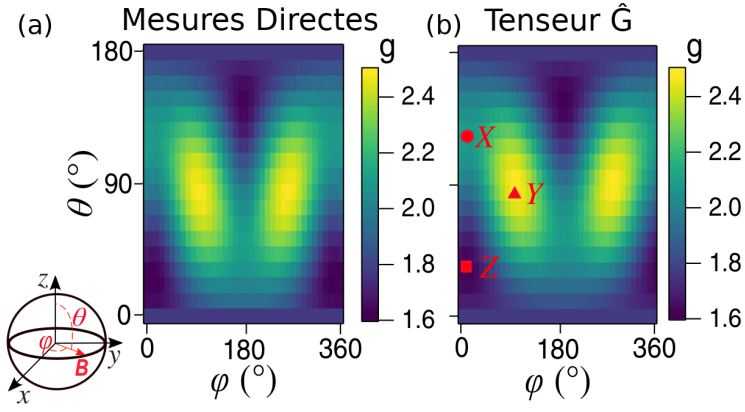 (a) Mesures Directes
(b) Tenseur Ĝ
180
90
0
θ (°)
0 180 360
φ (°)
g
2.4
2.2
2.0
1.8
1.6
X
Y
Z
0 180 360
φ (°)
g
2.4
2.2
2.0
1.8
1.6
z
θ
φ
y
B
x